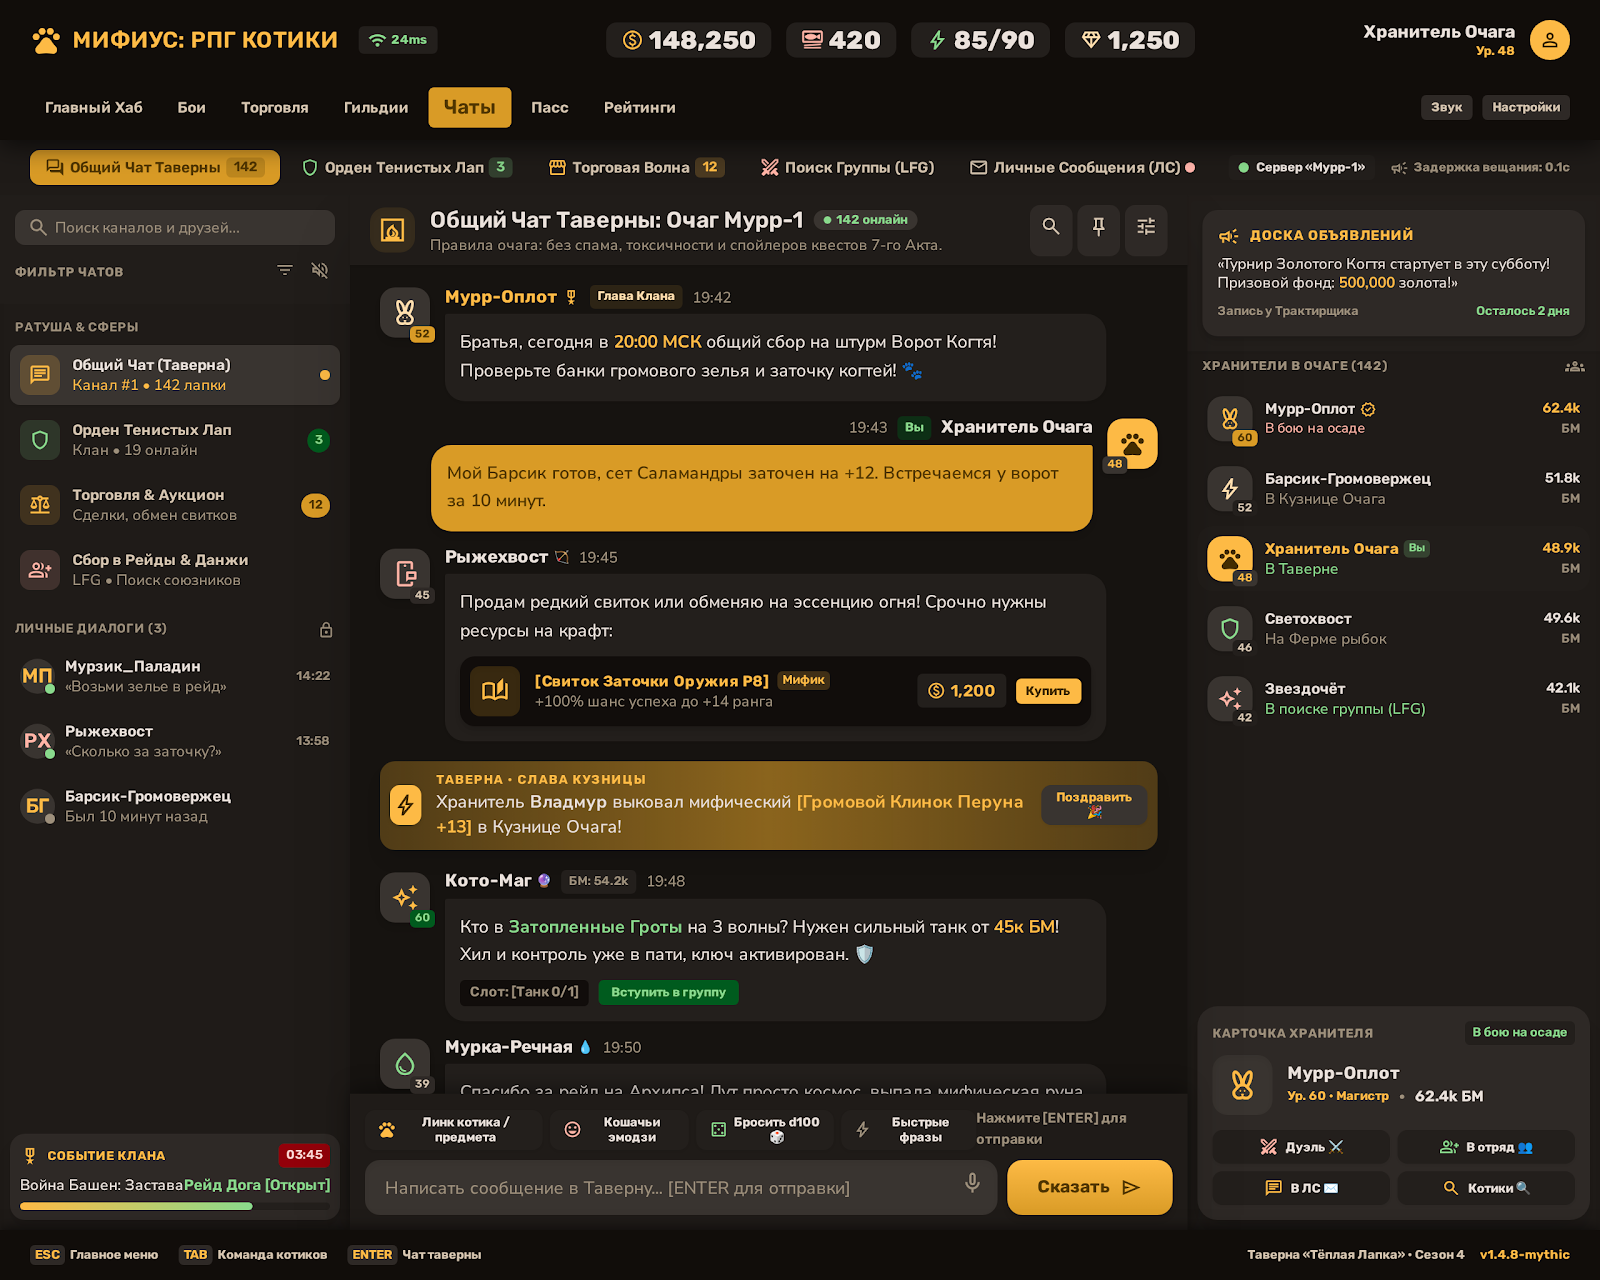 МИФИУС: РПГ КОТИКИ
24ms
148,250
420
85/90
1,250
Хранитель Очага
Ур. 48
Главный Хаб
Бои
Торговля
Гильдии
Чаты
Пасс
Рейтинги
Звук
Настройки
Общий Чат Таверны 142
Орден Тенистых Лап 3
Торговая Волна 12
Поиск Группы (LFG)
Личные Сообщения (ЛС)
Сервер «Мурр-1»
Задержка вещания: 0.1с
Поиск каналов и друзей...
ФИЛЬТР ЧАТОВ
РАТУША & СФЕРЫ
Общий Чат (Таверна)
Канал #1 • 142 лапки
Орден Тенистых Лап
Клан • 19 онлайн
3
Торговля & Аукцион
Сделки, обмен свитков
12
Сбор в Рейды & Данжи
LFG • Поиск союзников
ЛИЧНЫЕ ДИАЛОГИ (3)
МП
Мурзик_Паладин
«Возьми зелье в рейд»
14:22
РХ
Рыжехвост
«Сколько за заточку?»
13:58
БГ
Барсик-Громовержец
Был 10 минут назад
СОБЫТИЕ КЛАНА
03:45
Война Башен: Застава
Рейд Дога [Открыт]
Общий Чат Таверны: Очаг Мурр-1
142 онлайн
Правила очага: без спама, токсичности и спойлеров квестов 7-го Акта.
52
Мурр-Оплот
Глава Клана
19:42
Братья, сегодня в 20:00 МСК общий сбор на штурм Ворот Когтя!
Проверьте банки громового зелья и заточку когтей! 🐾
19:43
Вы
Хранитель Очага
48
Мой Барсик готов, сет Саламандры заточен на +12. Встречаемся у ворот
за 10 минут.
45
Рыжехвост 🏹 19:45
Продам редкий свиток или обменяю на эссенцию огня! Срочно нужны
ресурсы на крафт:
[Свиток Заточки Оружия P8]
Мифик
+100% шанс успеха до +14 ранга
1,200
Купить
ТАВЕРНА • СЛАВА КУЗНИЦЫ
Хранитель Владмур выковал мифический [Громовой Клинок Перуна
+13] в Кузнице Очага!
Поздравить
🎉
60
Кото-Маг 🔮
БМ: 54.2k
19:48
Кто в Затопленные Гроты на 3 волны? Нужен сильный танк от 45к БМ!
Хил и контроль уже в пати, ключ активирован. 🛡️
Слот: [Танк 0/1]
Вступить в группу
39
Мурка-Речная 💧 19:50
Спасибо за рейд на Архипса! Лут просто космос, выпала мифическая руна
Линк котика /
предмета
Кошачьи
эмодзи
Бросить d100
🎲
Быстрые
фразы
Нажмите [ENTER] для
отправки
Написать сообщение в Таверну... [ENTER для отправки]
Сказать
ДОСКА ОБЪЯВЛЕНИЙ
«Турнир Золотого Когтя стартует в эту субботу!
Призовой фонд: 500,000 золота!»
Запись у Трактирщика
Осталось 2 дня
ХРАНИТЕЛИ В ОЧАГЕ (142)
60
Мурр-Оплот
В бою на осаде
62.4k
БМ
52
Барсик-Громовержец
В Кузнице Очага
51.8k
БМ
48
Хранитель Очага
Вы
В Таверне
48.9k
БМ
46
Светохвост
На Ферме рыбок
49.6k
БМ
42
Звездочёт
В поиске группы (LFG)
42.1k
БМ
КАРТОЧКА ХРАНИТЕЛЯ
В бою на осаде
Мурр-Оплот
Ур. 60 • Магистр • 62.4k БМ
Дуэль ⚔️
В отряд 👥
В ЛС ✉️
Котики 🔍
ESC Главное меню
TAB Команда котиков
ENTER Чат таверны
Таверна «Тёплая Лапка» • Сезон 4
v1.4.8-mythic